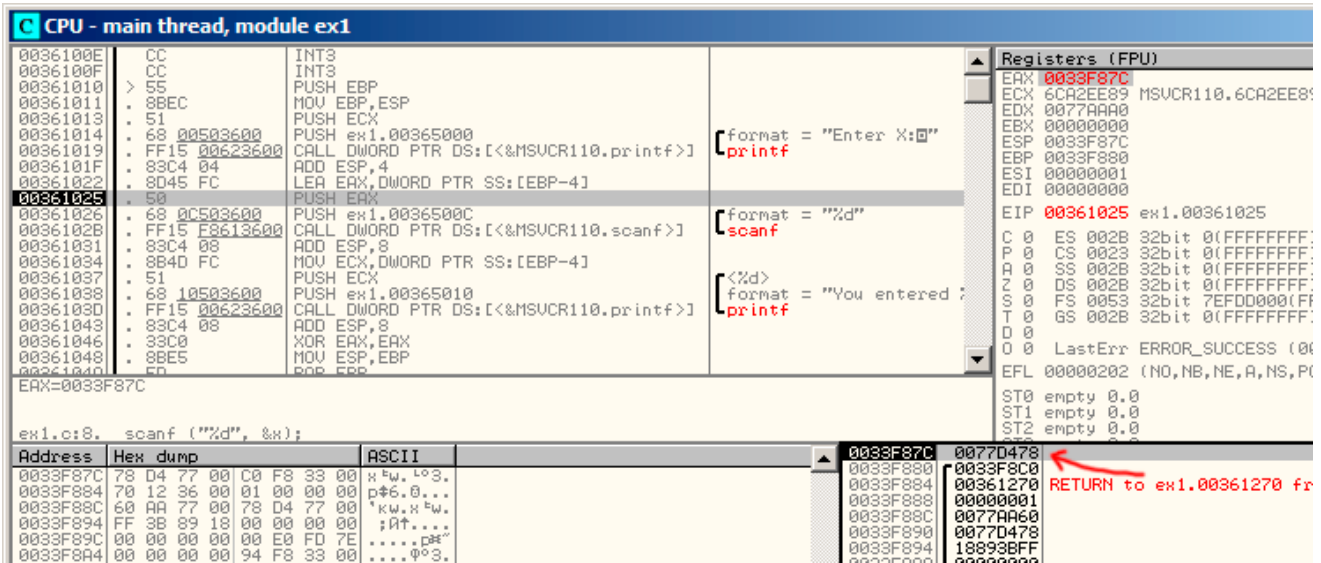 C CPU - main thread, module ex1
0036100E CC INT3
0036100F CC INT3
00361010 > 55 PUSH EBP
00361011 . 8BEC MOV EBP,ESP
00361013 . 51 PUSH ECX
00361014 . 68 00503600 PUSH ex1.00365000 format = "Enter X:◙"
00361019 . FF15 00623600 CALL DWORD PTR DS:[<&MSVCR110.printf>] printf
0036101F . 83C4 04 ADD ESP,4
00361022 . 8D45 FC LEA EAX,DWORD PTR SS:[EBP-4]
00361025 . 50 PUSH EAX
00361026 . 68 0C503600 PUSH ex1.0036500C format = "%d"
0036102B . FF15 F8613600 CALL DWORD PTR DS:[<&MSVCR110.scanf>] scanf
00361031 . 83C4 08 ADD ESP,8
00361034 . 8B4D FC MOV ECX,DWORD PTR SS:[EBP-4]
00361037 . 51 PUSH ECX <%d>
00361038 . 68 10503600 PUSH ex1.00365010 format = "You entered
0036103D . FF15 00623600 CALL DWORD PTR DS:[<&MSVCR110.printf>] printf
00361043 . 83C4 08 ADD ESP,8
00361046 . 33C0 XOR EAX,EAX
00361048 . 8BE5 MOV ESP,EBP
0036104A . 5D POP EBP
EAX=0033F87C
ex1.c:8. scanf ("%d", &x);
Registers (FPU)
EAX 0033F87C
ECX 6CA2EE89 MSVCR110.6CA2EE89
EDX 0077AAA0
EBX 00000000
ESP 0033F87C
EBP 0033F880
ESI 00000001
EDI 00000000
EIP 00361025 ex1.00361025
C 0 ES 002B 32bit 0(FFFFFFFF)
P 0 CS 0023 32bit 0(FFFFFFFF)
A 0 SS 002B 32bit 0(FFFFFFFF)
Z 0 DS 002B 32bit 0(FFFFFFFF)
S 0 FS 0053 32bit 7EFDD000(FF
T 0 GS 002B 32bit 0(FFFFFFFF)
D 0
O 0 LastErr ERROR_SUCCESS (00
EFL 00000202 (NO,NB,NE,A,NS,PO
ST0 empty 0.0
ST1 empty 0.0
ST2 empty 0.0
Address Hex dump ASCII
0033F87C 78 D4 77 00 C0 F8 33 00
0033F884 70 12 36 00 01 00 00 00 p‡6.☺...
0033F88C 60 AA 77 00 78 D4 77 00
0033F894 FF 3B 89 18 00 00 00 00
0033F89C 00 00 00 00 00 E0 FD 7E
0033F8A4 00 00 00 00 94 F8 33 00
0033F87C 0077D478
0033F880 0033F8C0
0033F884 00361270 RETURN to ex1.00361270 fr
0033F888 00000001
0033F88C 0077AA60
0033F890 0077D478
0033F894 18893BFF
00000000